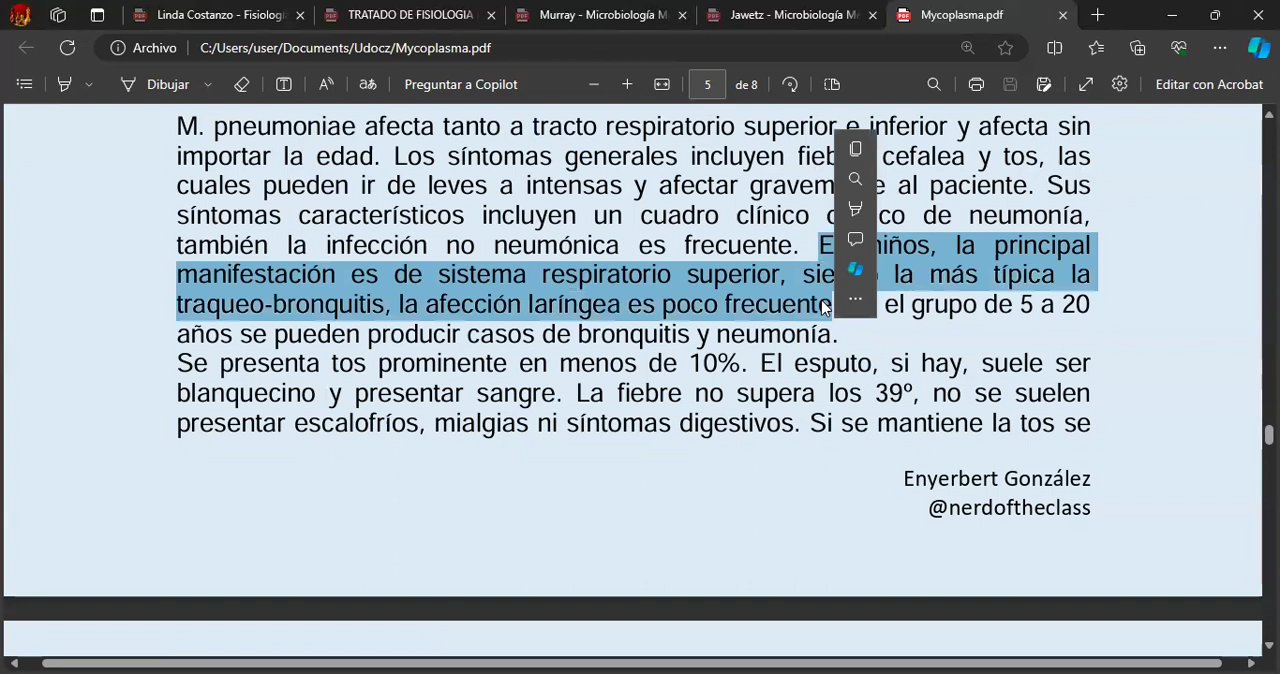 Linda Costanzo - Fisiologí
TRATADO DE FISIOLOGIA
Murray - Microbiología M
Jawetz - Microbiología M
Mycoplasma.pdf
Archivo
C:/Users/user/Documents/Udocz/Mycoplasma.pdf
Dibujar
aあ
Preguntar a Copilot
5
de 8
Editar con Acrobat
M. pneumoniae afecta tanto a tracto respiratorio superior e inferior y afecta sin
importar la edad. Los síntomas generales incluyen fieb cefalea y tos, las
cuales pueden ir de leves a intensas y afectar gravem e al paciente. Sus
síntomas característicos incluyen un cuadro clínico c co de neumonía,
también la infección no neumónica es frecuente. E niños, la principal
manifestación es de sistema respiratorio superior, sie la más típica la
traqueo-bronquitis, la afección laríngea es poco frecuente el grupo de 5 a 20
años se pueden producir casos de bronquitis y neumonía.
Se presenta tos prominente en menos de 10%. El esputo, si hay, suele ser
blanquecino y presentar sangre. La fiebre no supera los 39º, no se suelen
presentar escalofríos, mialgias ni síntomas digestivos. Si se mantiene la tos se
Enyerbert González
@nerdoftheclass